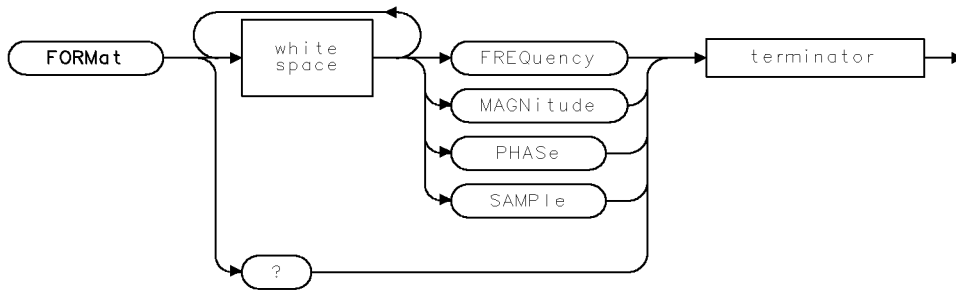 FORMat
white
space
FREQuency
MAGNitude
PHASe
SAMPle
?
terminator